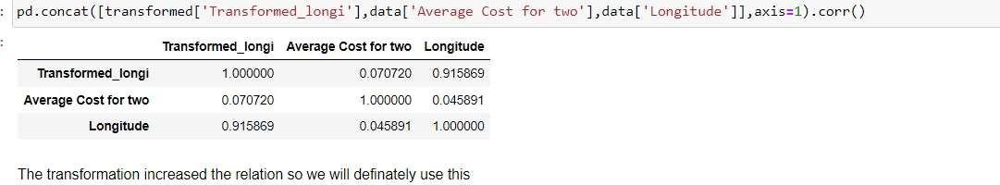 : pd.concat([transformed['Transformed_longi'],data['Average Cost for two'],data['Longitude']],axis=1).corr()
:
Transformed_longi Average Cost for two Longitude
Transformed_longi 1.000000 0.070720 0.915869
Average Cost for two 0.070720 1.000000 0.045891
Longitude 0.915869 0.045891 1.000000
The transformation increased the relation so we will definately use this